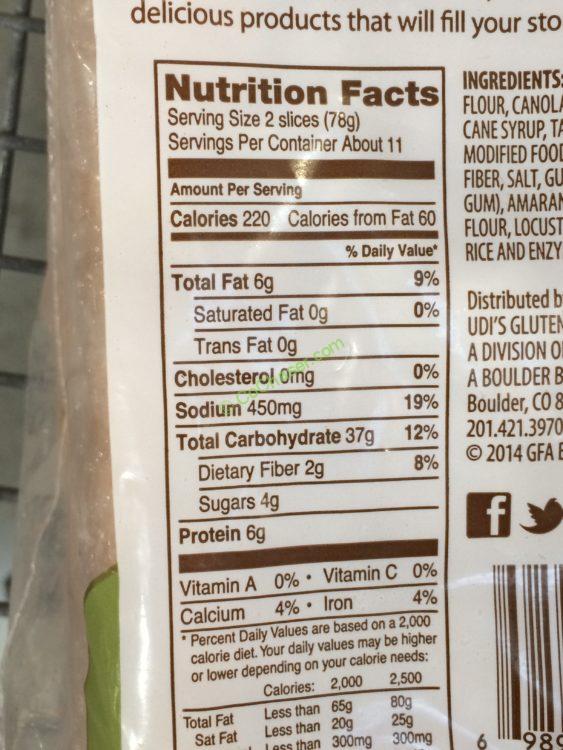 delicious products that will fill your sto
Nutrition Facts
Serving Size 2 slices (78g)
Servings Per Container About 11
Amount Per Serving
Calories 220 Calories from Fat 60
% Daily Value*
Total Fat 6g 9%
Saturated Fat 0g 0%
Trans Fat 0g
Cholesterol 0mg 0%
Sodium 450mg 19%
Total Carbohydrate 37g 12%
Dietary Fiber 2g 8%
Sugars 4g
Protein 6g
Vitamin A 0% • Vitamin C 0%
Calcium 4% • Iron 4%
* Percent Daily Values are based on a 2,000
calorie diet. Your daily values may be higher
or lower depending on your calorie needs:
Calories: 2,000 2,500
Total Fat Less than 65g 80g
Sat Fat Less than 20g 25g
Less than 300mg 300mg
INGREDIENTS:
FLOUR, CANOLA
CANE SYRUP, TA
MODIFIED FOOD
FIBER, SALT, GU
GUM), AMARAN
FLOUR, LOCUST
RICE AND ENZY
Distributed b
UDI'S GLUTEN
A DIVISION O
A BOULDER B
Boulder, CO 8
201.421.3970
© 2014 GFA B
f
6 989